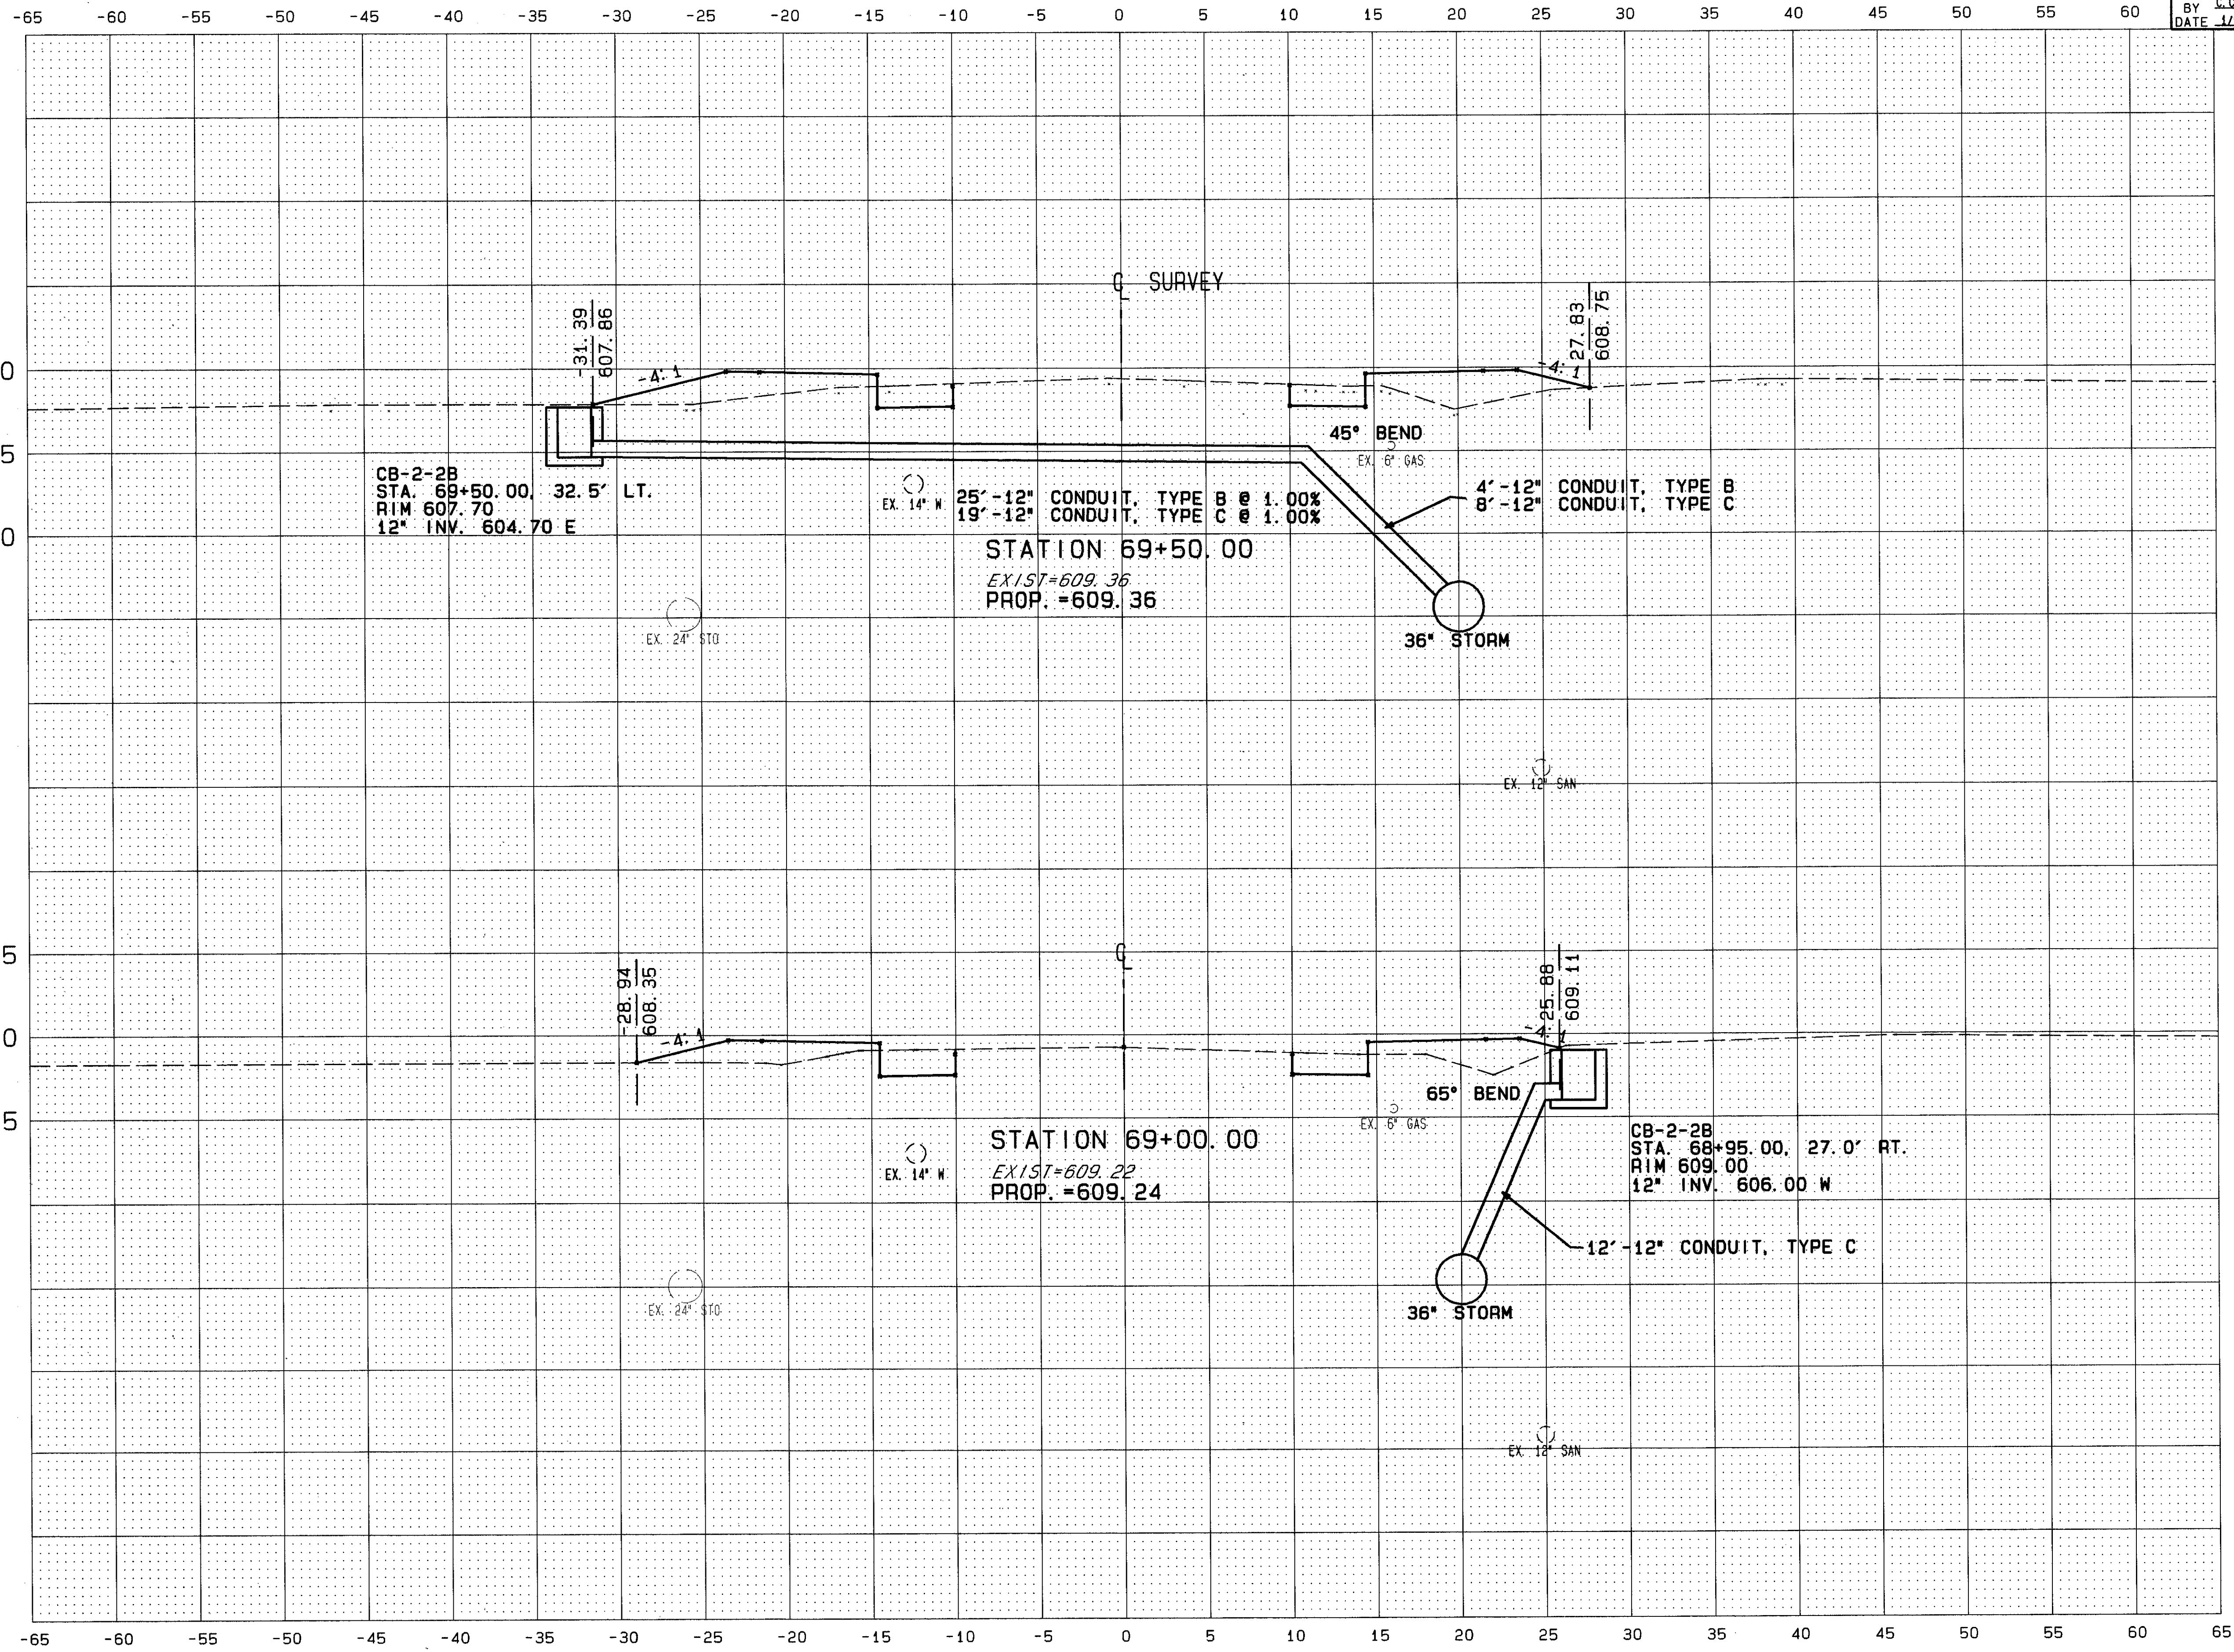 -65 -60 -55 -50 -45 -40 -35 -30 -25 -20 -15 -10 -5 0 5 10 15 20 25 30 35 40 45 50 55 60
BY
DATE
℄ SURVEY
-31.39
607.86
27.83
608.75
-4:1
-4:1
0
45° BEND
EX. 6" GAS
5
CB-2-2B
STA. 69+50.00, 32.5' LT.
RIM 607.70
12" INV. 604.70 E
EX. 14" W
25'-12" CONDUIT, TYPE B @ 1.00%
19'-12" CONDUIT, TYPE C @ 1.00%
4'-12" CONDUIT, TYPE B
8'-12" CONDUIT, TYPE C
0
STATION 69+50.00
EXIST=609.36
PROP.=609.36
EX. 24" STO
36" STORM
EX. 12" SAN
5
℄
-28.94
608.35
25.88
609.11
-4:1
-4:1
0
65° BEND
5
EX. 6" GAS
STATION 69+00.00
EXIST=609.22
PROP.=609.24
EX. 14" W
CB-2-2B
STA. 68+95.00, 27.0' RT.
RIM 609.00
12" INV. 606.00 W
12'-12" CONDUIT, TYPE C
EX. 24" STO
36" STORM
EX. 12" SAN
-65 -60 -55 -50 -45 -40 -35 -30 -25 -20 -15 -10 -5 0 5 10 15 20 25 30 35 40 45 50 55 60 65